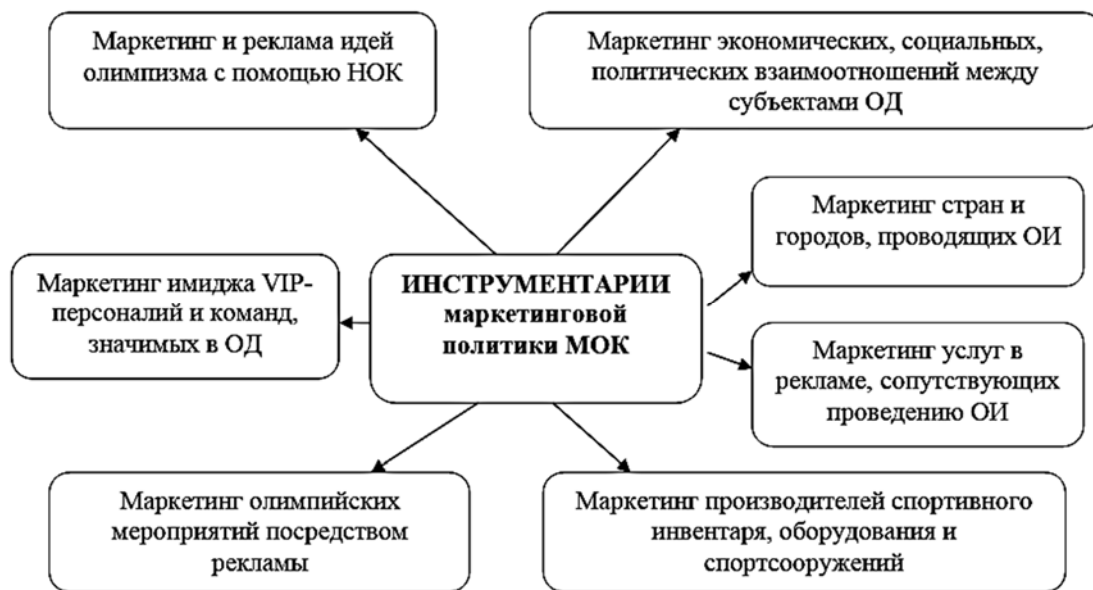 Маркетинг и реклама идей
олимпизма с помощью НОК
Маркетинг экономических, социальных,
политических взаимоотношений между
субъектами ОД
Маркетинг стран и
городов, проводящих ОИ
Маркетинг имиджа VIP-
персоналий и команд,
значимых в ОД
ИНСТРУМЕНТАРИИ
маркетинговой
политики МОК
Маркетинг услуг в
рекламе, сопутствующих
проведению ОИ
Маркетинг олимпийских
мероприятий посредством
рекламы
Маркетинг производителей спортивного
инвентаря, оборудования и
спортсооружений